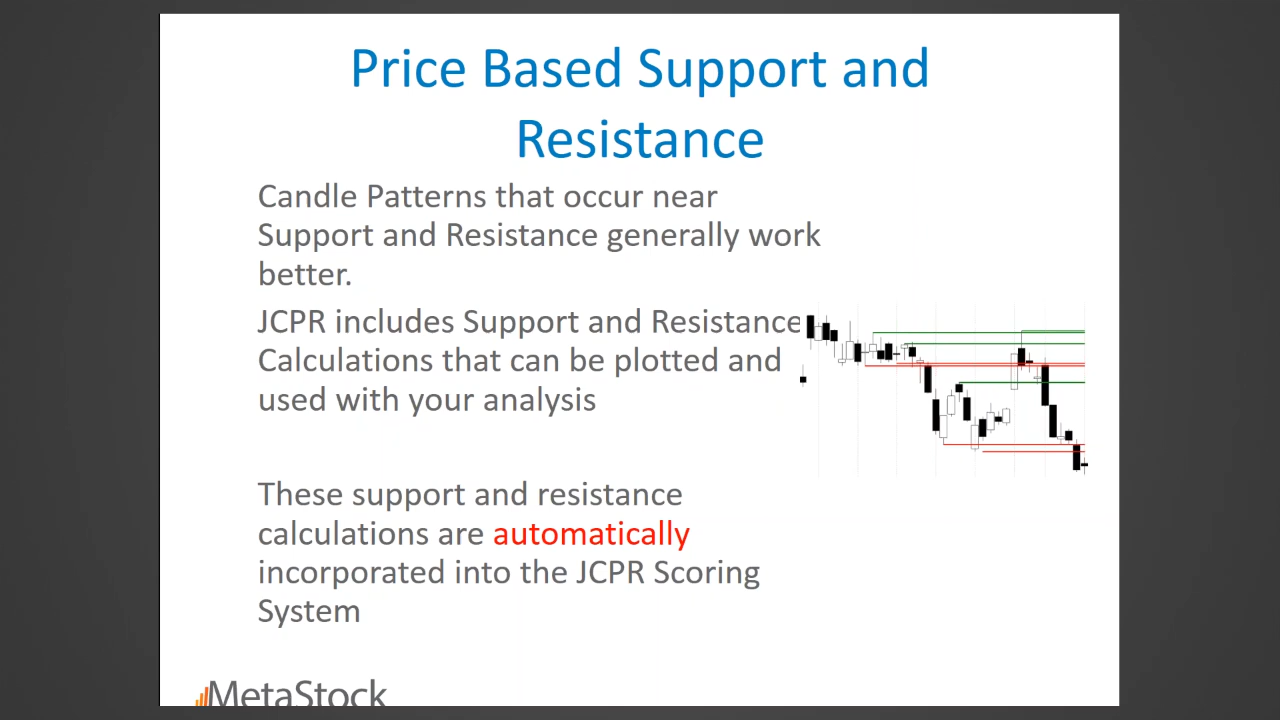 Price Based Support and
Resistance
Candle Patterns that occur near
Support and Resistance generally work
better.
JCPR includes Support and Resistance
Calculations that can be plotted and
used with your analysis
These support and resistance
calculations are automatically
incorporated into the JCPR Scoring
System
MetaStock